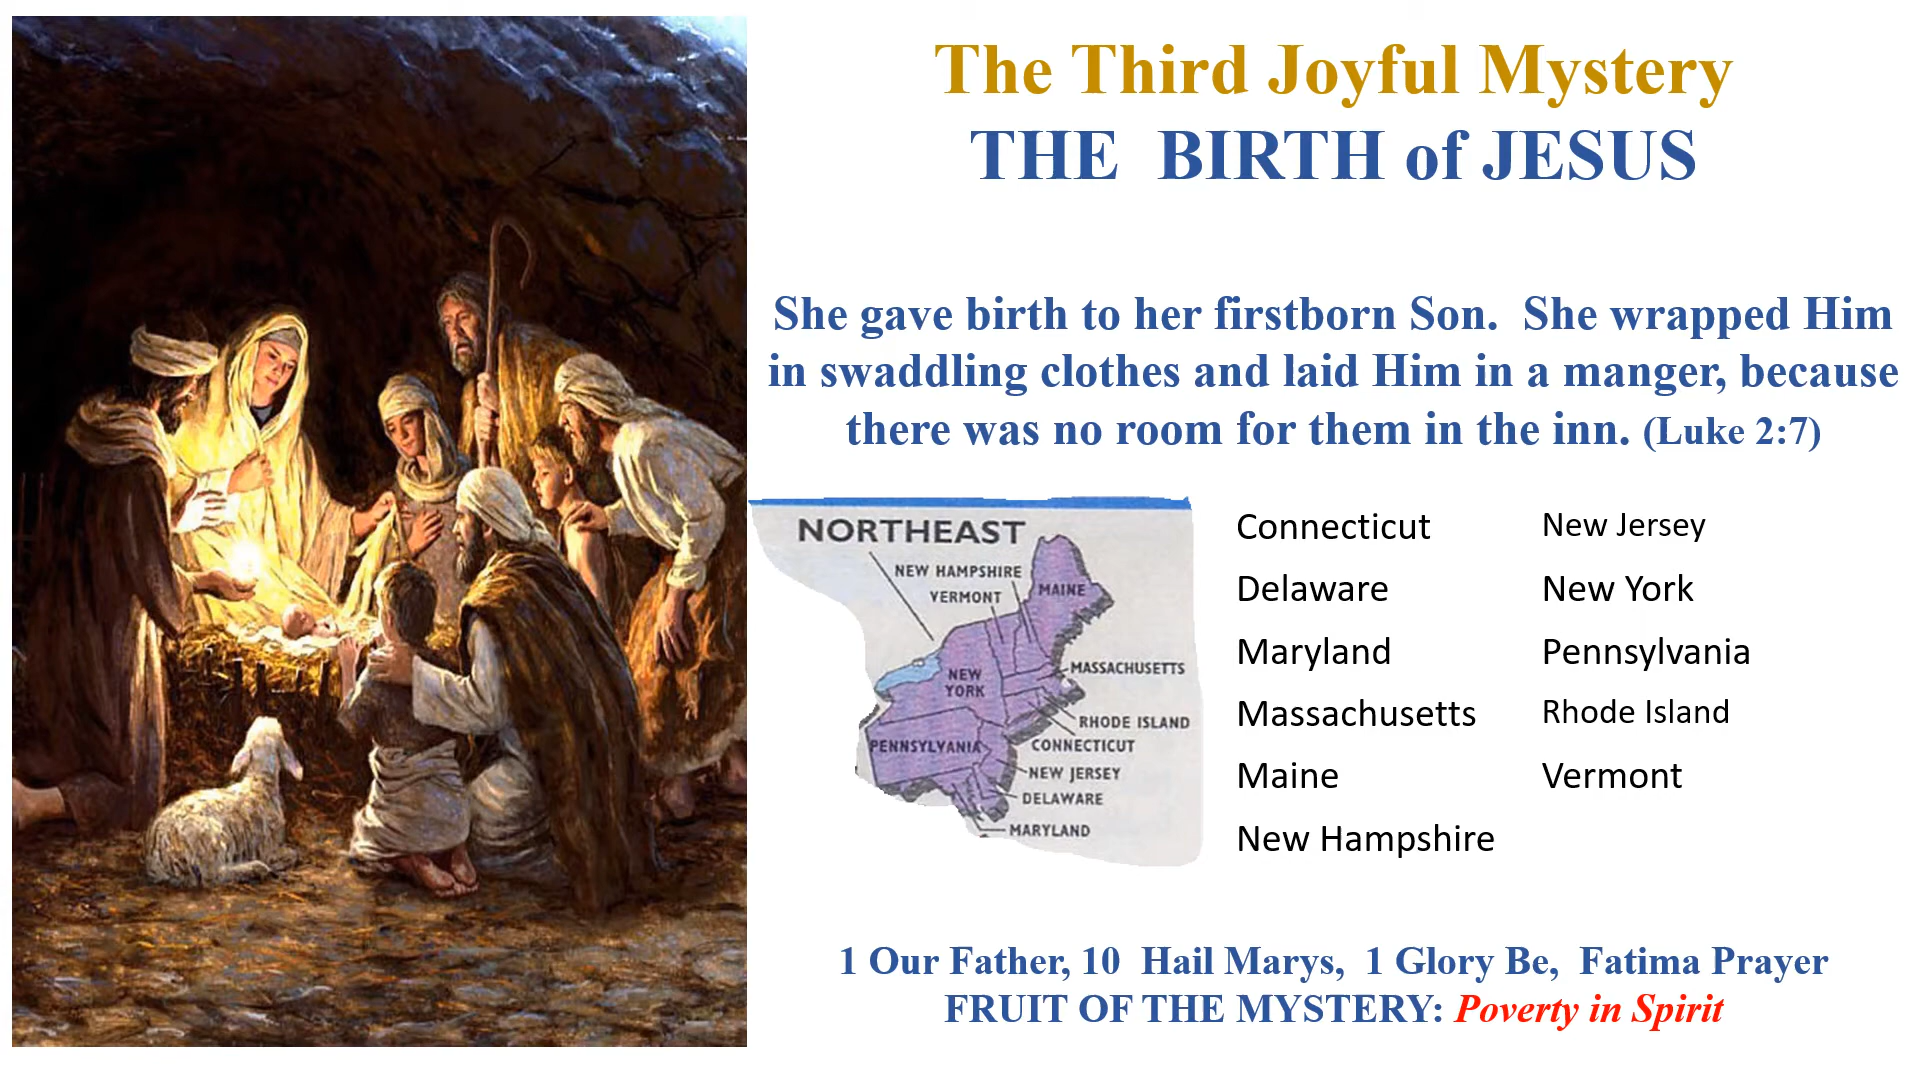 The Third Joyful Mystery
THE BIRTH of JESUS
She gave birth to her firstborn Son. She wrapped Him
in swaddling clothes and laid Him in a manger, because
there was no room for them in the inn. (Luke 2:7)
NORTHEAST
NEW HAMPSHIRE
MAINE
VERMONT
MASSACHUSETTS
NEW
YORK
RHODE ISLAND
PENNSYLVANIA
CONNECTICUT
NEW JERSEY
DELAWARE
MARYLAND
Connecticut
Delaware
Maryland
Massachusetts
Maine
New Hampshire
New Jersey
New York
Pennsylvania
Rhode Island
Vermont
1 Our Father, 10 Hail Marys, 1 Glory Be, Fatima Prayer
FRUIT OF THE MYSTERY: Poverty in Spirit